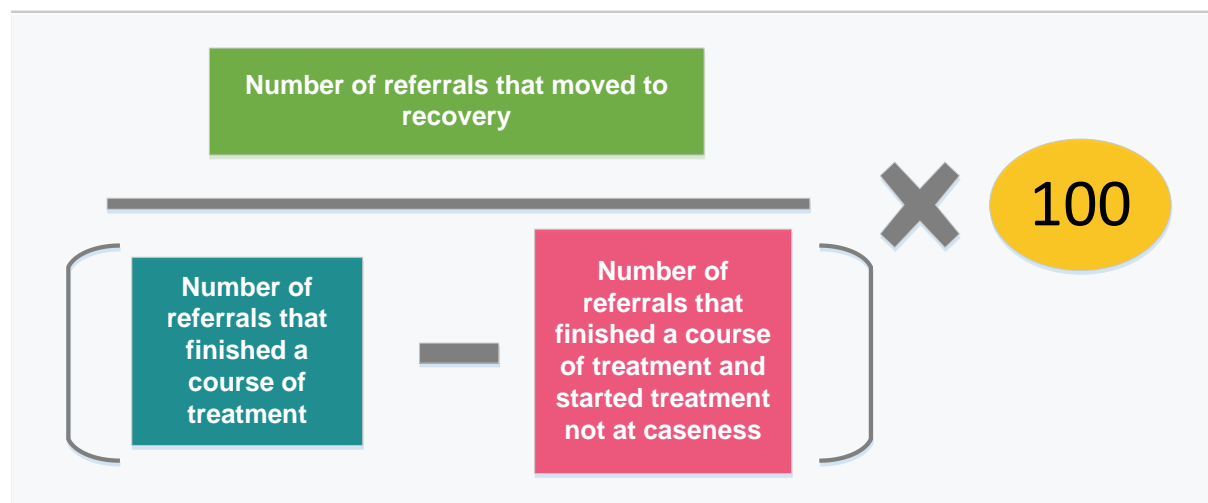 Number of referrals that moved to
recovery
100
Number of
referrals that
finished a
course of
treatment
Number of
referrals that
finished a course
of treatment and
started treatment
not at caseness